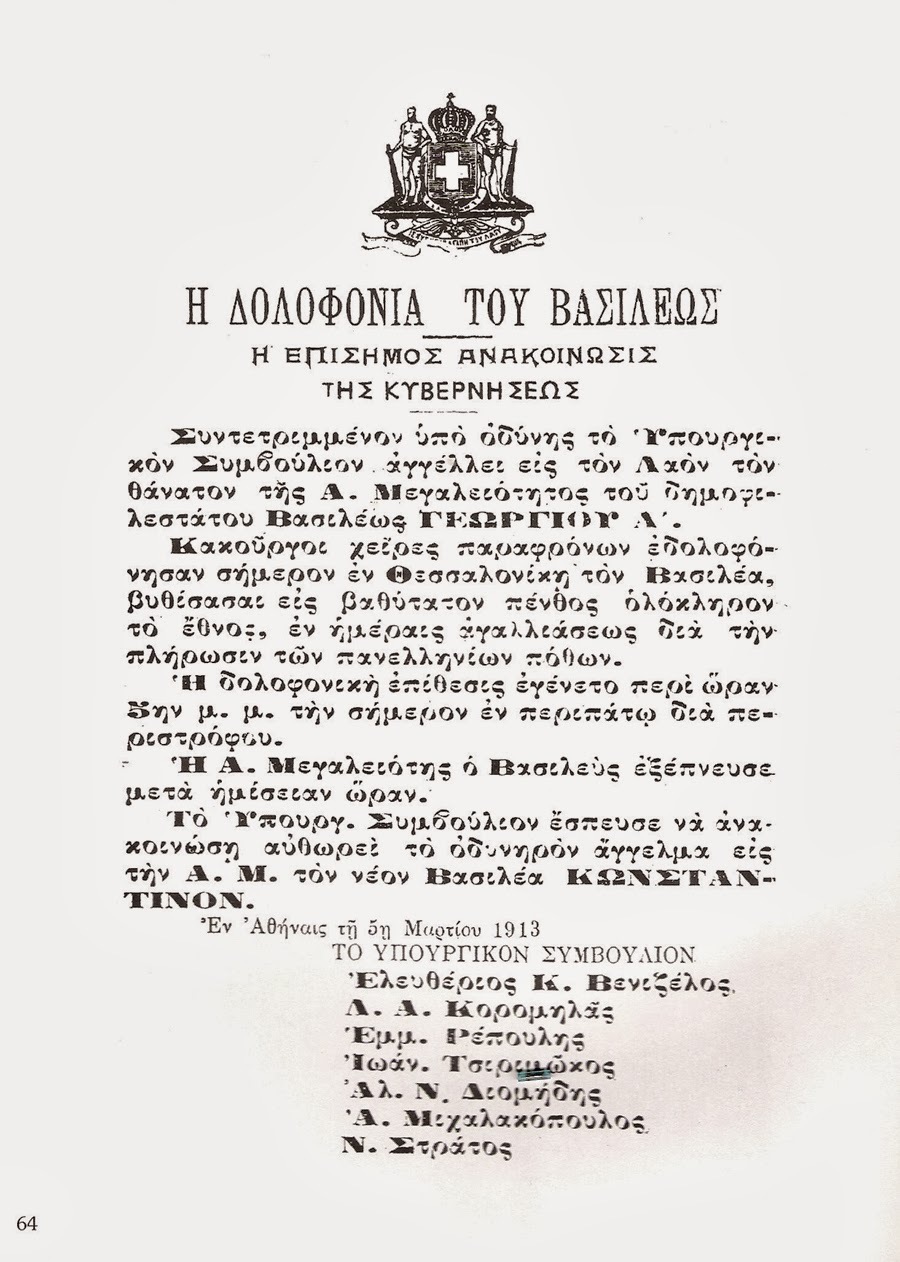 Η ΔΟΛΟΦΟΝΙΑ ΤΟΥ ΒΑΣΙΛΕΩΣ
Η ΕΠΙΣΗΜΟΣ ΑΝΑΚΟΙΝΩΣΙΣ
ΤΗΣ ΚΥΒΕΡΝΗΣΕΩΣ
Συντετριμμένον ὑπὸ ὀδύνης τὸ Ὑπουργι-
κὸν Συμβούλιον ἀγγέλλει εἰς τὸν Λαὸν τὸν
θάνατον τῆς Α. Μεγαλειότητος τοῦ δημοφι-
λεστάτου Βασιλέως ΓΕΩΡΓΙΟΥ Α΄.
Κακοῦργοι χεῖρες παραφρόνων ἐδολοφό-
νησαν σήμερον ἐν Θεσσαλονίκῃ τὸν Βασιλέα,
βυθίσασαι εἰς βαθύτατον πένθος ὁλόκληρον
τὸ ἔθνος, ἐν ἡμέραις ἀγαλλιάσεως διὰ τὴν
πλήρωσιν τῶν πανελληνίων πόθων.
Ἡ δολοφονικὴ ἐπίθεσις ἐγένετο περὶ ὥραν
5ην μ. μ. τὴν σήμερον ἐν περιπάτῳ διὰ πε-
ριστρόφου.
Ἡ Α. Μεγαλειότης ὁ Βασιλεὺς ἐξέπνευσε
μετὰ ἡμίσειαν ὥραν.
Τὸ Ὑπουργ. Συμβούλιον ἔσπευσε νὰ ἀνα-
κοινώσῃ αὐθωρεὶ τὸ ὀδυνηρὸν ἄγγελμα εἰς
τὴν Α. Μ. τὸν νέον Βασιλέα ΚΩΝΣΤΑΝ-
ΤΙΝΟΝ.
Ἐν Ἀθήναις τῇ 5ῃ Μαρτίου 1913
ΤΟ ΥΠΟΥΡΓΙΚΟΝ ΣΥΜΒΟΥΛΙΟΝ
Ἐλευθέριος Κ. Βενιζέλος,
Λ. Α. Κορομηλᾶς
Ἐμμ. Ρέπουλης
Ἰωάν. Τσιριμῶκος
Ἀλ. Ν. Διομήδης
Ἀ. Μιχαλακόπουλος
Ν. Στράτος
64